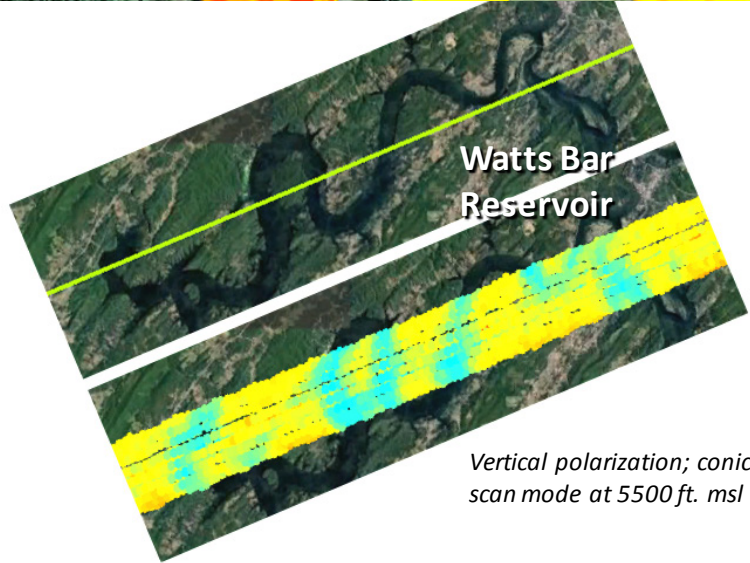 Watts Bar
Reservoir
Vertical polarization; conic
scan mode at 5500 ft. msl